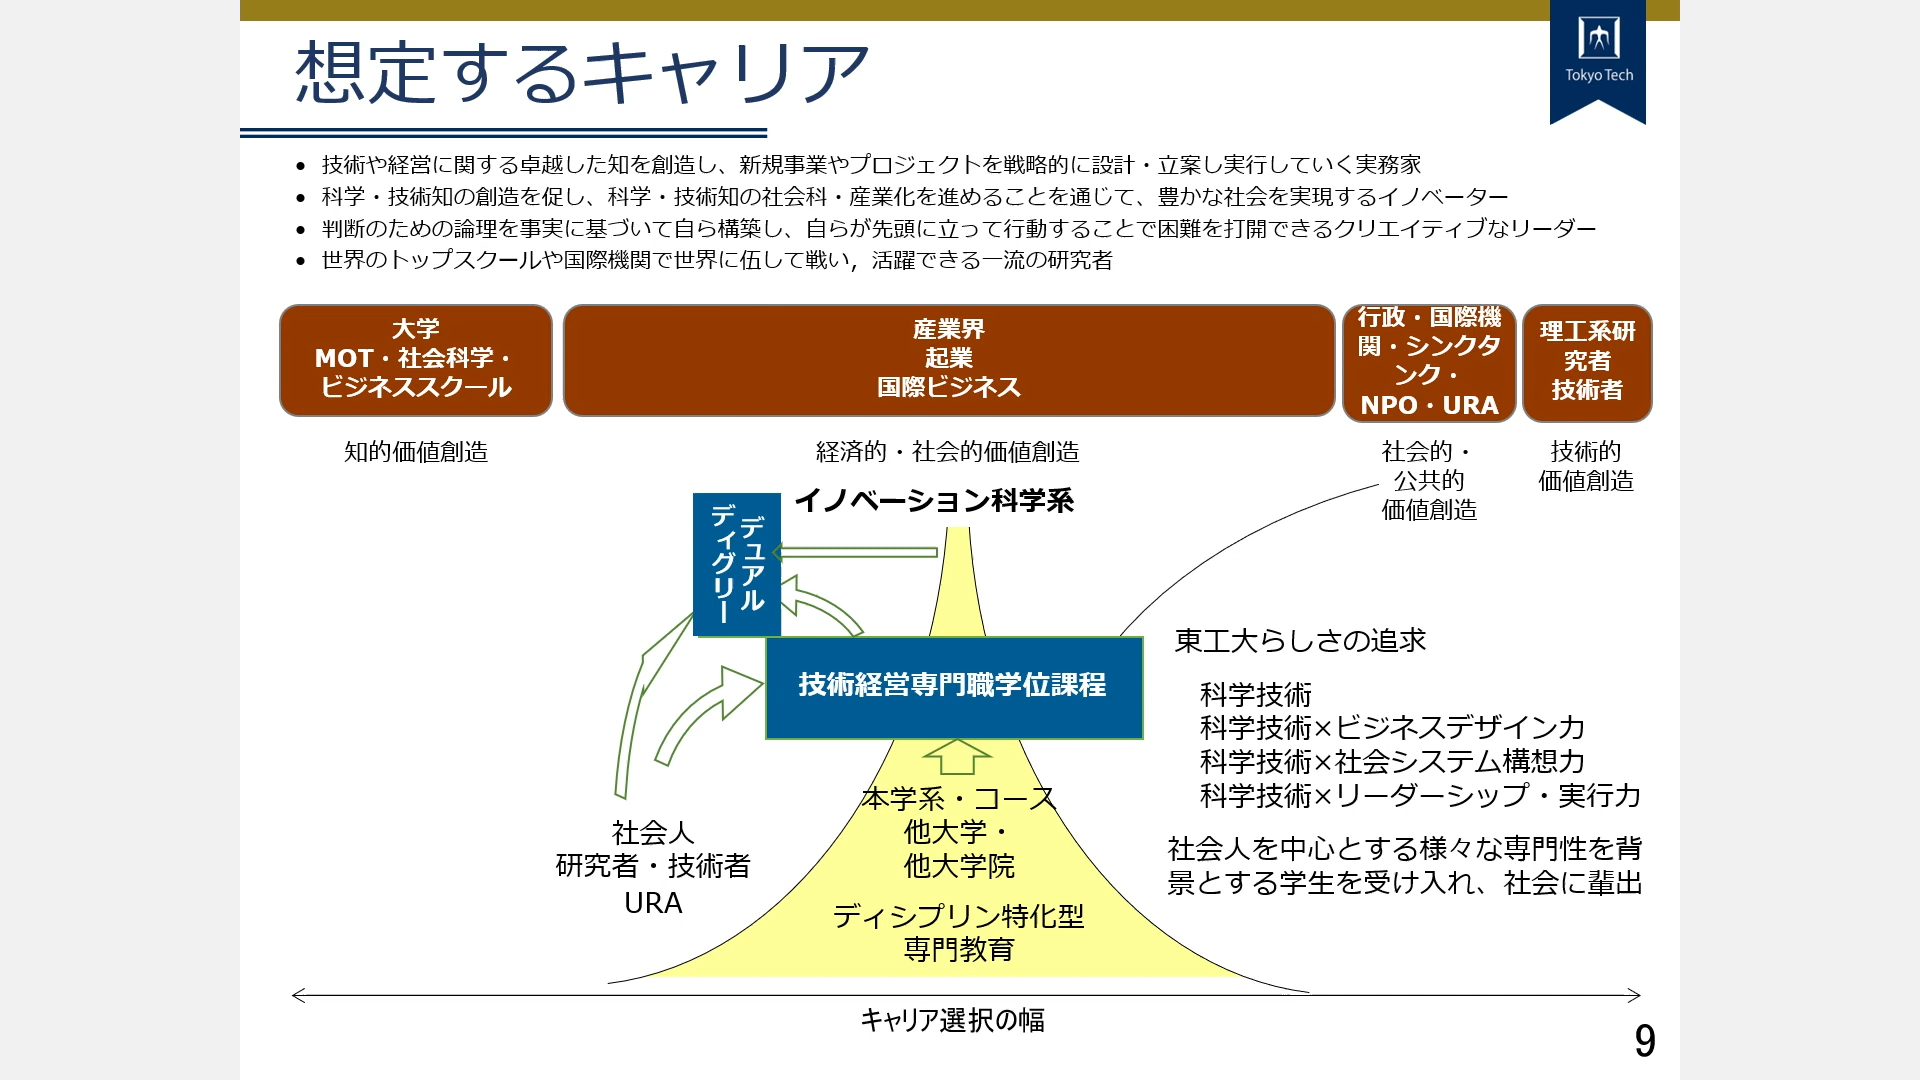 想定するキャリア
Tokyo Tech
• 技術や経営に関する卓越した知を創造し、新規事業やプロジェクトを戦略的に設計・立案し実行していく実務家
• 科学・技術知の創造を促し、科学・技術知の社会科・産業化を進めることを通じて、豊かな社会を実現するイノベーター
• 判断のための論理を事実に基づいて自ら構築し、自らが先頭に立って行動することで困難を打開できるクリエイティブなリーダー
• 世界のトップスクールや国際機関で世界に伍して戦い，活躍できる一流の研究者
大学
MOT・社会科学・
ビジネススクール
産業界
起業
国際ビジネス
行政・国際機
関・シンクタ
ンク・
NPO・URA
理工系研
究者
技術者
知的価値創造
経済的・社会的価値創造
社会的・
公共的
価値創造
技術的
価値創造
イノベーション科学系
デュアル
ディグリー
技術経営専門職学位課程
東工大らしさの追求
科学技術
科学技術×ビジネスデザイン力
科学技術×社会システム構想力
科学技術×リーダーシップ・実行力
社会人を中心とする様々な専門性を背
景とする学生を受け入れ、社会に輩出
社会人
研究者・技術者
URA
本学系・コース
他大学・
他大学院
ディシプリン特化型
専門教育
キャリア選択の幅
9